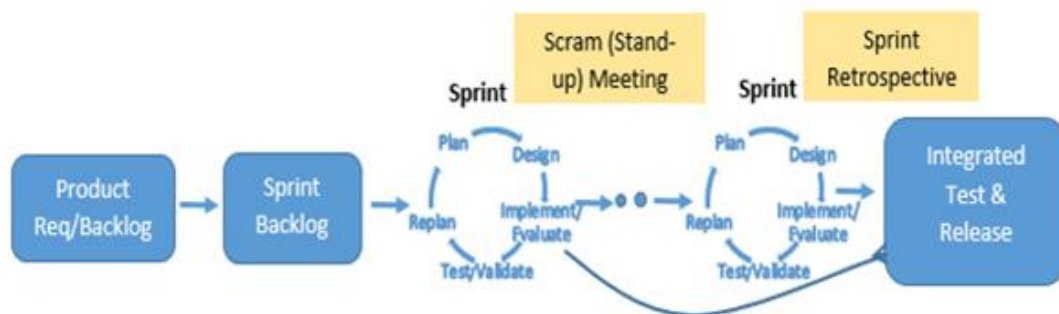 Scram (Stand-
up) Meeting
Sprint
Retrospective
Sprint
Sprint
Plan
Design
Implement/
Evaluate
Test/Validate
Replan
Plan
Design
Implement/
Evaluate
Test/Validate
Replan
Product
Req/Backlog
Sprint
Backlog
Integrated
Test &
Release